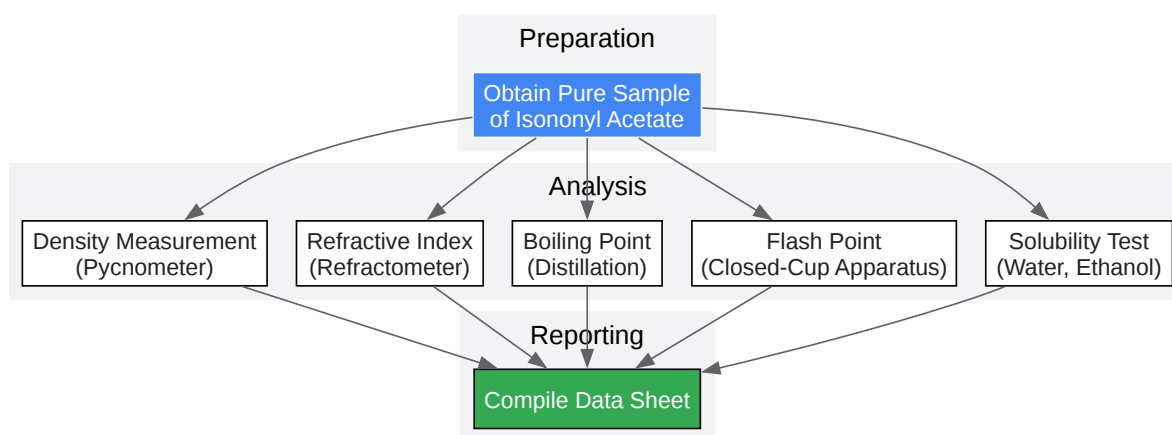 Preparation
Obtain Pure Sample
of Isononyl Acetate
Analysis
Density Measurement
(Pycnometer)
Refractive Index
(Refractometer)
Boiling Point
(Distillation)
Flash Point
(Closed-Cup Apparatus)
Solubility Test
(Water, Ethanol)
Reporting
Compile Data Sheet